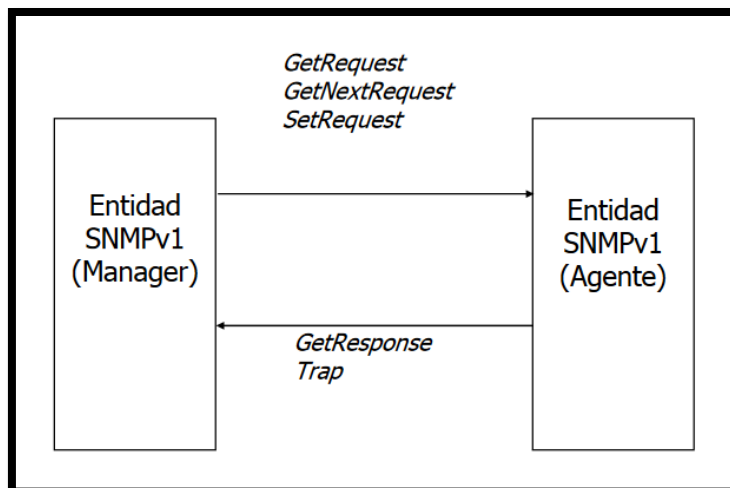 GetRequest
GetNextRequest
SetRequest
Entidad
SNMPv1
(Manager)
Entidad
SNMPv1
(Agente)
GetResponse
Trap